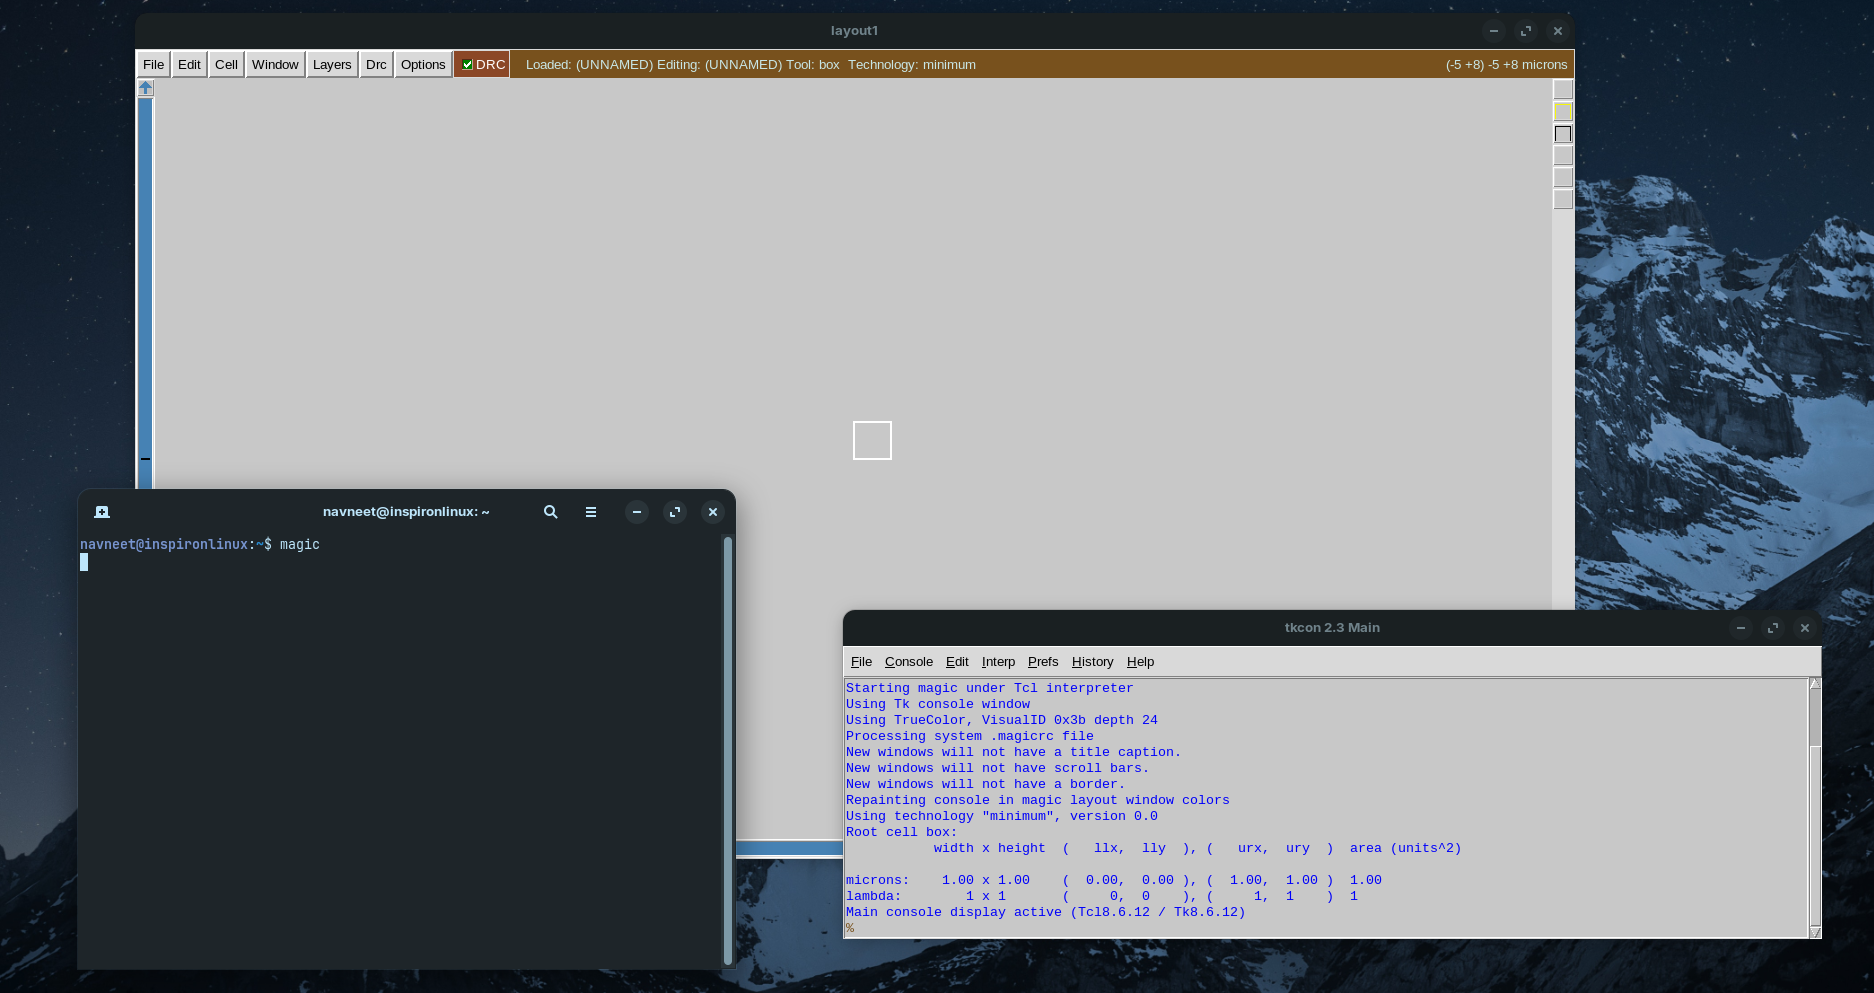 layout1
File Edit Cell Window Layers Drc Options DRC Loaded: (UNNAMED) Editing: (UNNAMED) Tool: box  Technology: minimum (-5 +8) -5 +8 microns
navneet@inspironlinux: ~
navneet@inspironlinux:~$ magic
tkcon 2.3 Main
File Console Edit Interp Prefs History Help
Starting magic under Tcl interpreter
Using Tk console window
Using TrueColor, VisualID 0x3b depth 24
Processing system .magicrc file
New windows will not have a title caption.
New windows will not have scroll bars.
New windows will not have a border.
Repainting console in magic layout window colors
Using technology "minimum", version 0.0
Root cell box:
           width x height  (   llx,  lly  ), (   urx,  ury  )  area (units^2)
microns:    1.00 x 1.00    (  0.00,  0.00 ), (  1.00,  1.00 )  1.00
lambda:        1 x 1       (     0,  0    ), (     1,  1    )  1
Main console display active (Tcl8.6.12 / Tk8.6.12)
%